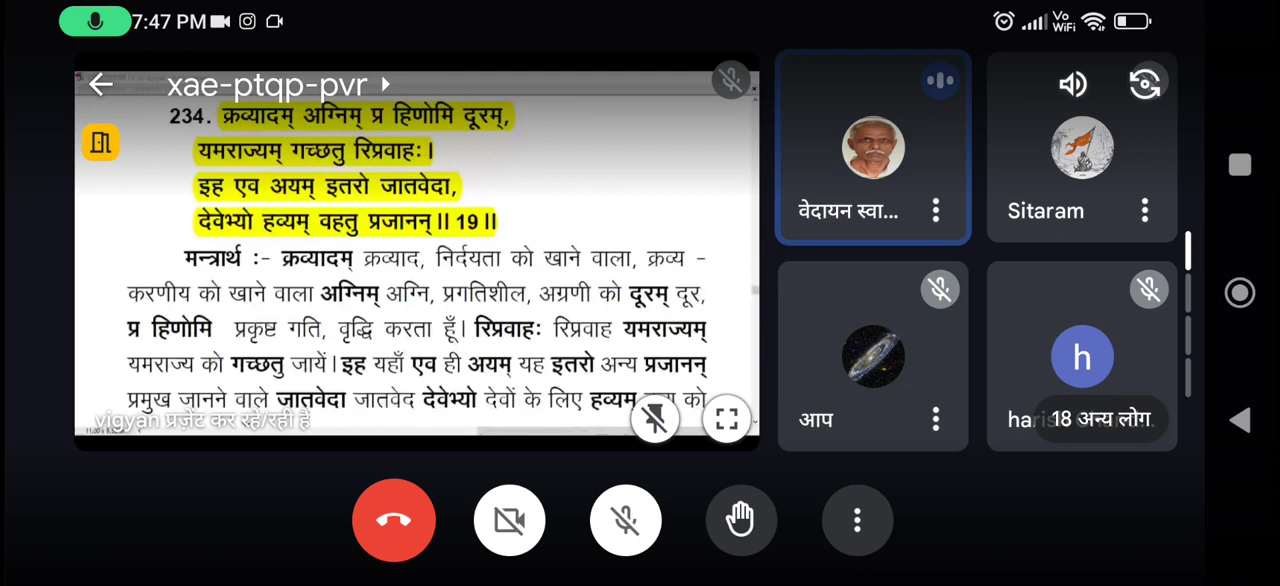 7:47 PM
Vo
WiFi
xae-ptqp-pvr
234. क्रव्यादम् अग्निम् प्र हिणोमि दूरम्,
यमराज्यम् गच्छतु रिप्रवाहः।
इह एव अयम् इतरो जातवेदा,
देवेभ्यो हव्यम् वहतु प्रजानन्॥ 19॥
मन्त्रार्थ :- क्रव्यादम् क्रव्याद, निर्दयता को खाने वाला, क्रव्य -
करणीय को खाने वाला अग्निम् अग्नि, प्रगतिशील, अग्रणी को दूरम् दूर,
प्र हिणोमि प्रकृष्ट गति, वृद्धि करता हूँ। रिप्रवाहः रिप्रवाह यमराज्यम्
यमराज्य को गच्छतु जायें। इह यहाँ एव ही अयम् यह इतरो अन्य प्रजानन्
प्रमुख जानने वाले जातवेदा जातवेद देवेभ्यो देवों के लिए हव्यम् को
vigyan प्रज़ेंट कर रहे/रही हैं
वेदायन स्वा...
Sitaram
आप
h
18 अन्य लोग